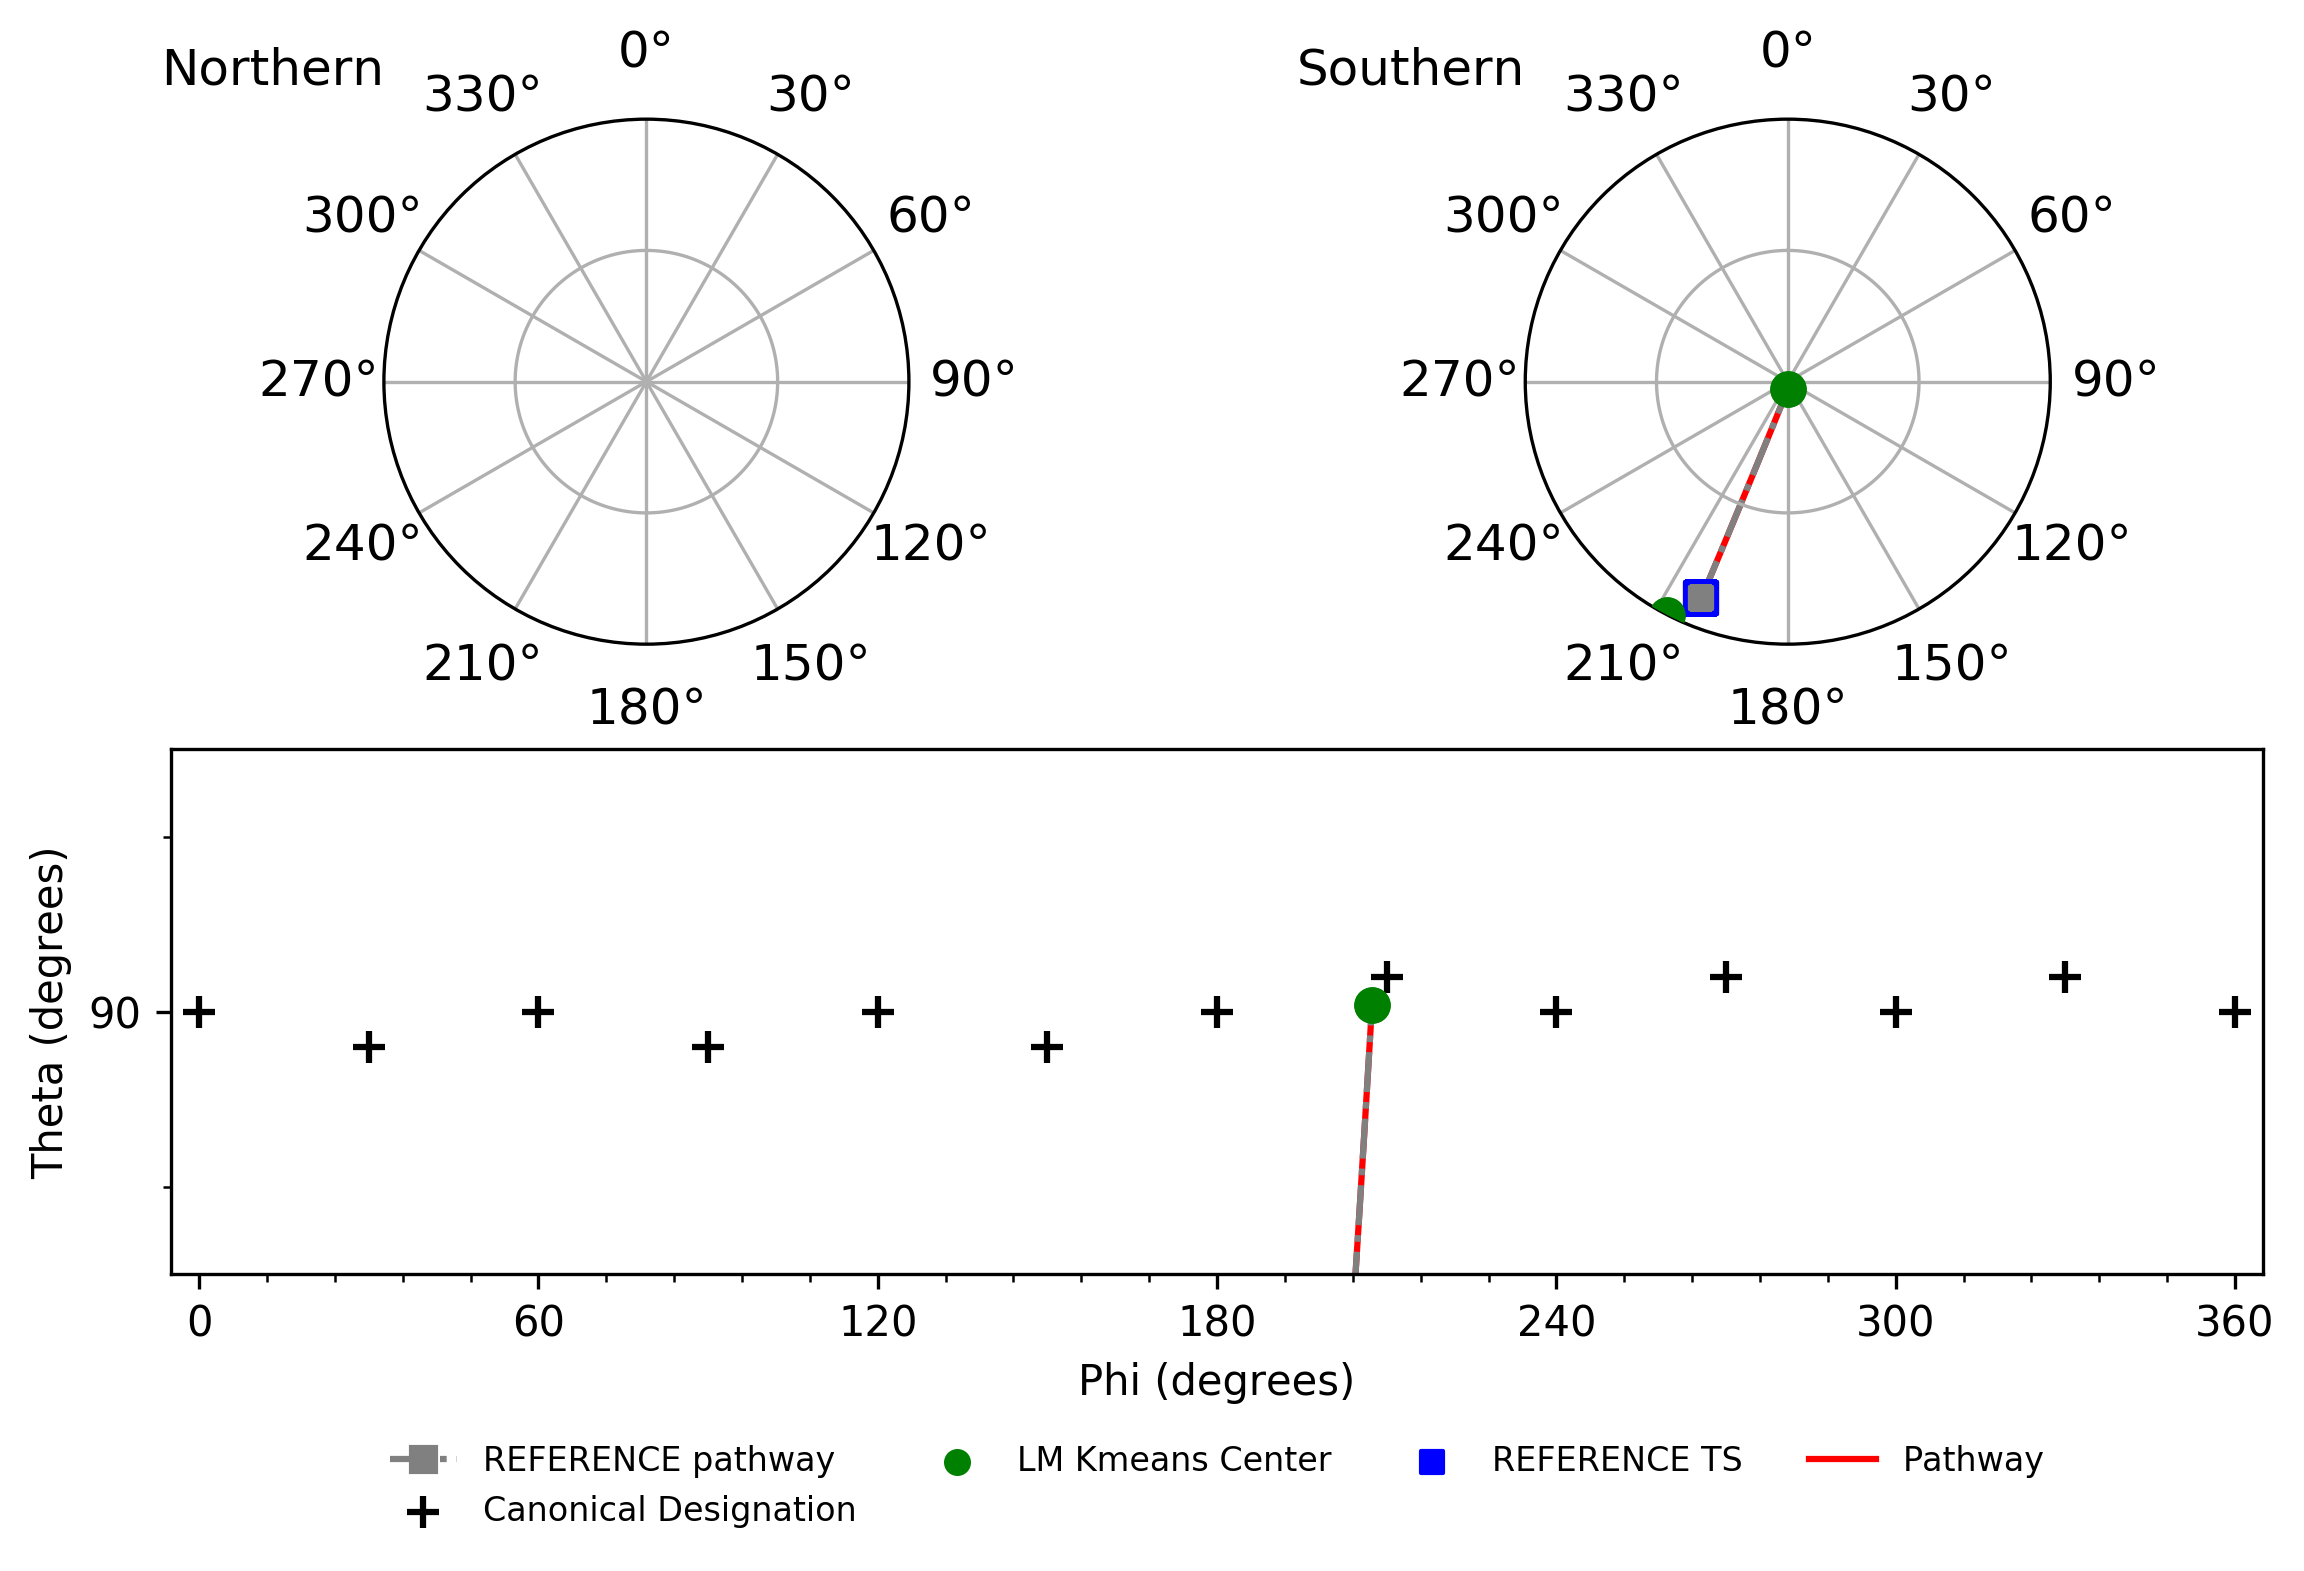 Northern
0°
30°
60°
90°
120°
150°
180°
210°
240°
270°
300°
330°
Southern
0°
30°
60°
90°
120°
150°
180°
210°
240°
270°
300°
330°
Theta (degrees)
90
0 60 120 180 240 300 360
Phi (degrees)
REFERENCE pathway
Canonical Designation
LM Kmeans Center
REFERENCE TS
Pathway